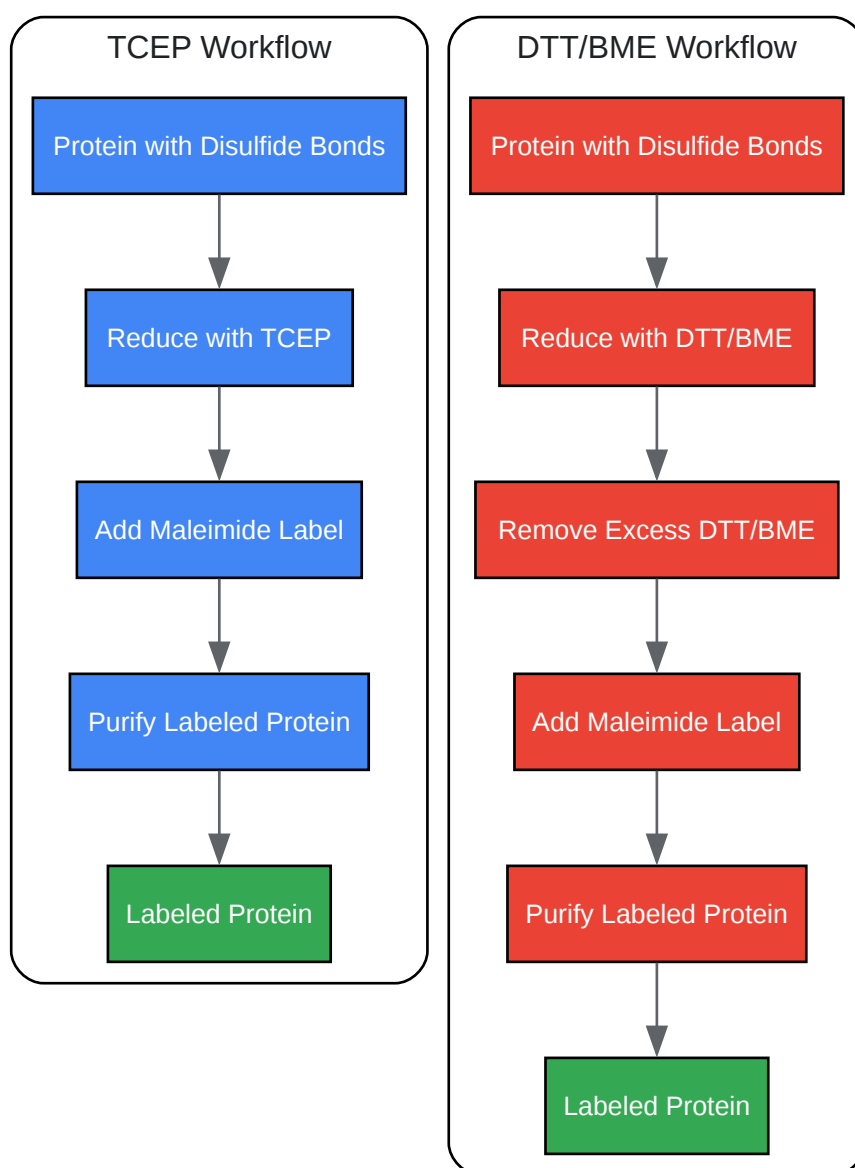 TCEP Workflow
Protein with Disulfide Bonds
Reduce with TCEP
Add Maleimide Label
Purify Labeled Protein
Labeled Protein
DTT/BME Workflow
Protein with Disulfide Bonds
Reduce with DTT/BME
Remove Excess DTT/BME
Add Maleimide Label
Purify Labeled Protein
Labeled Protein